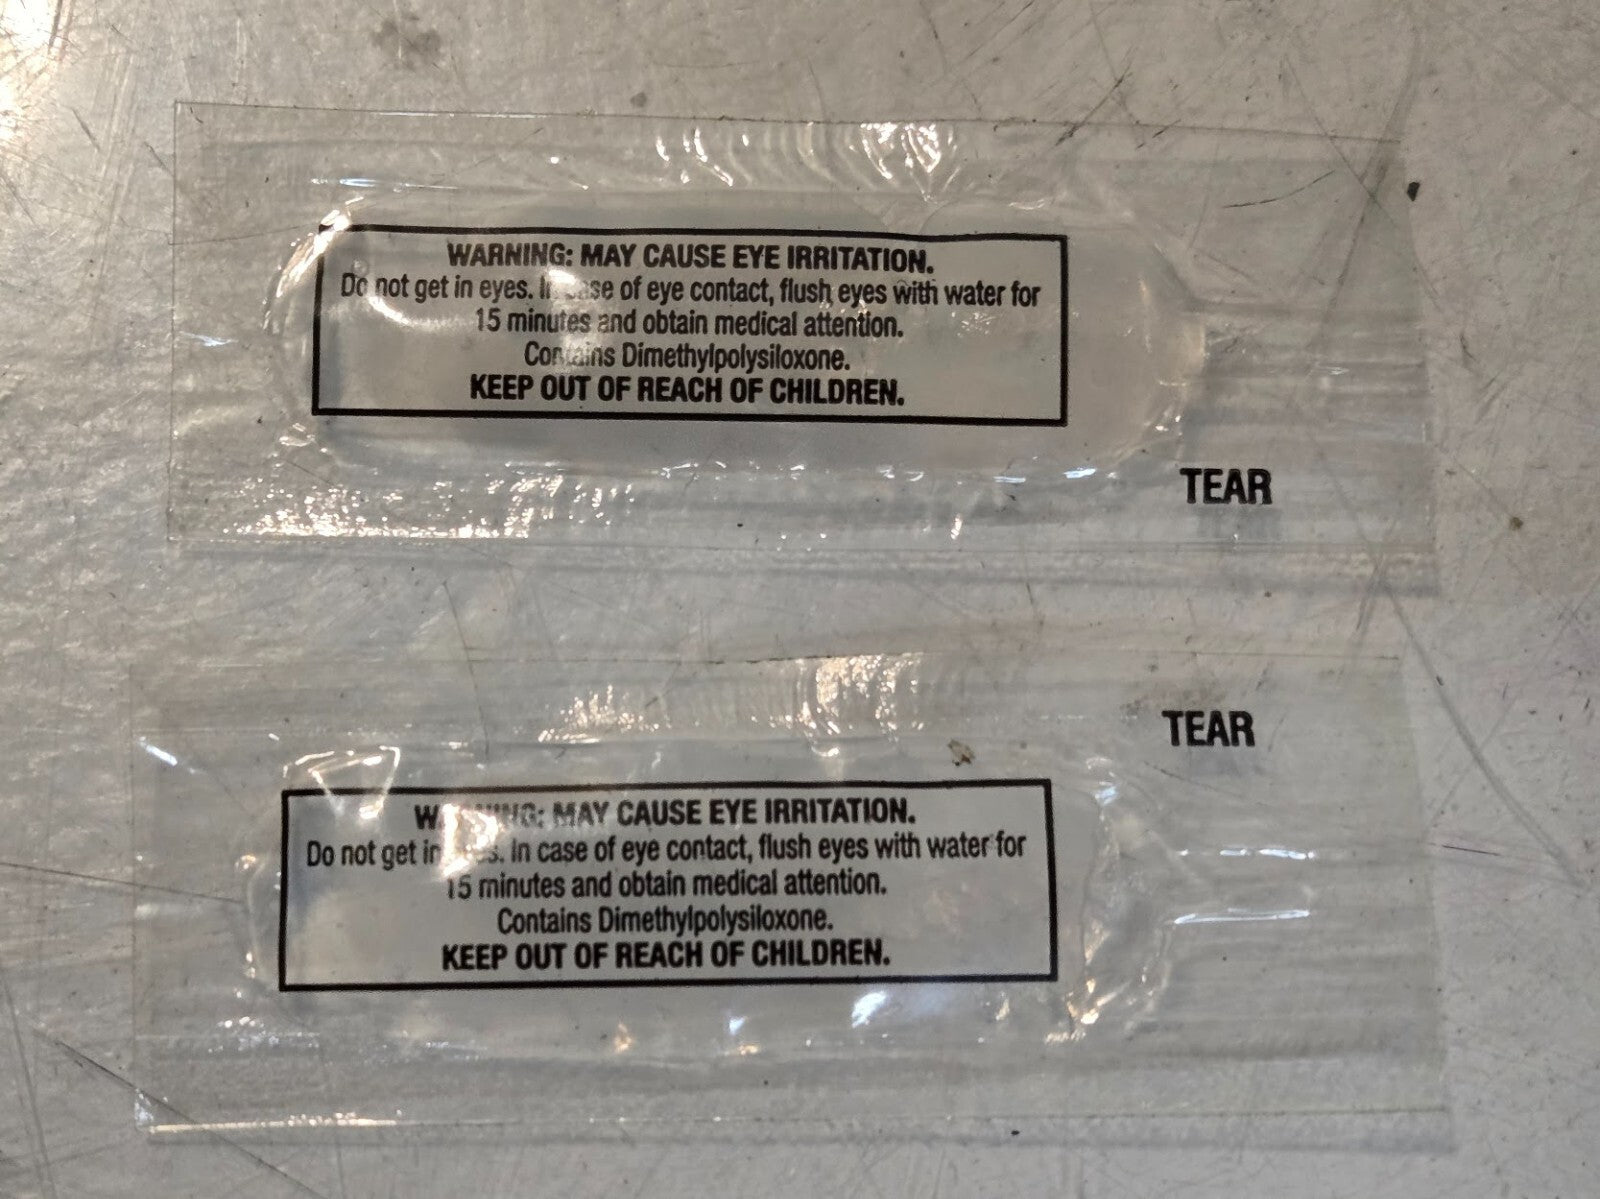 WARNING: MAY CAUSE EYE IRRITATION.
Do not get in eyes. In case of eye contact, flush eyes with water for
15 minutes and obtain medical attention.
Contains Dimethylpolysiloxone.
KEEP OUT OF REACH OF CHILDREN.
TEAR
TEAR
WARNING: MAY CAUSE EYE IRRITATION.
Do not get in eyes. In case of eye contact, flush eyes with water for
15 minutes and obtain medical attention.
Contains Dimethylpolysiloxone.
KEEP OUT OF REACH OF CHILDREN.